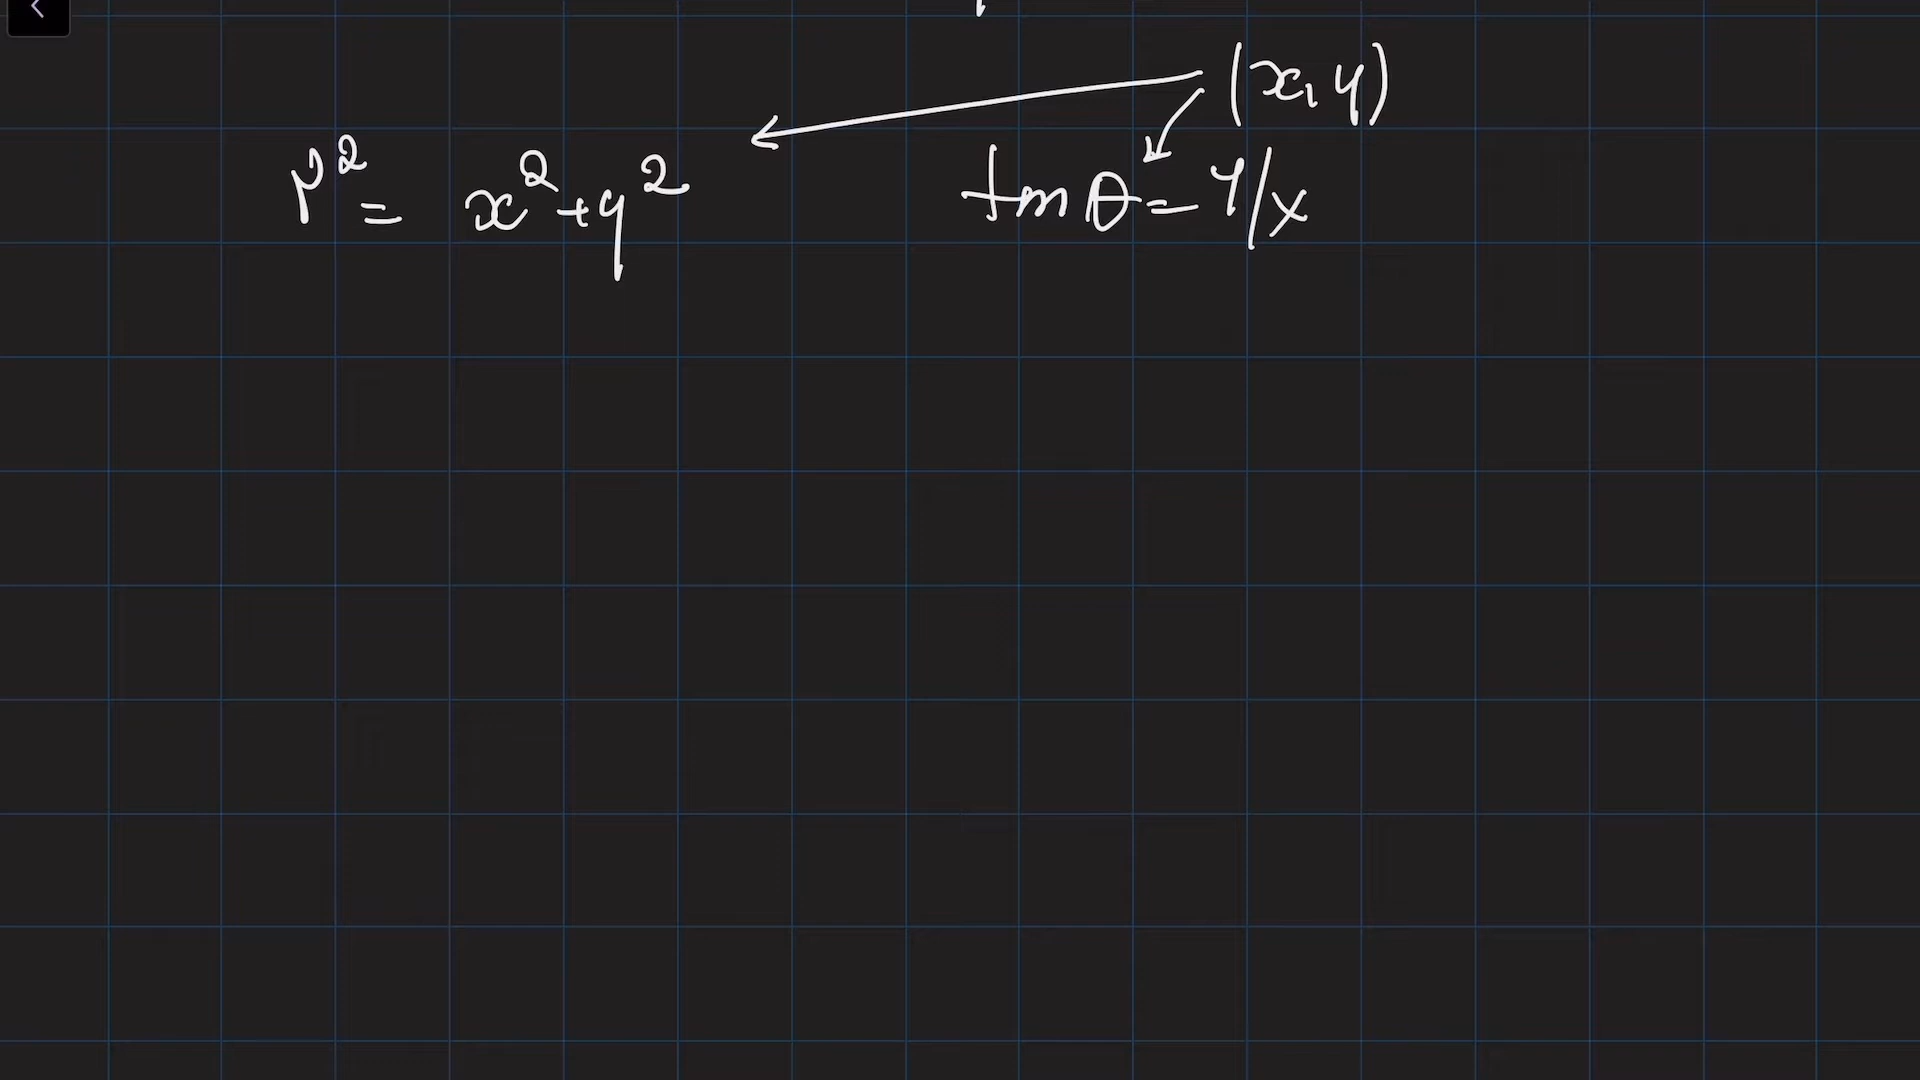 (x, y)
r² = x² + y² tan θ = y/x